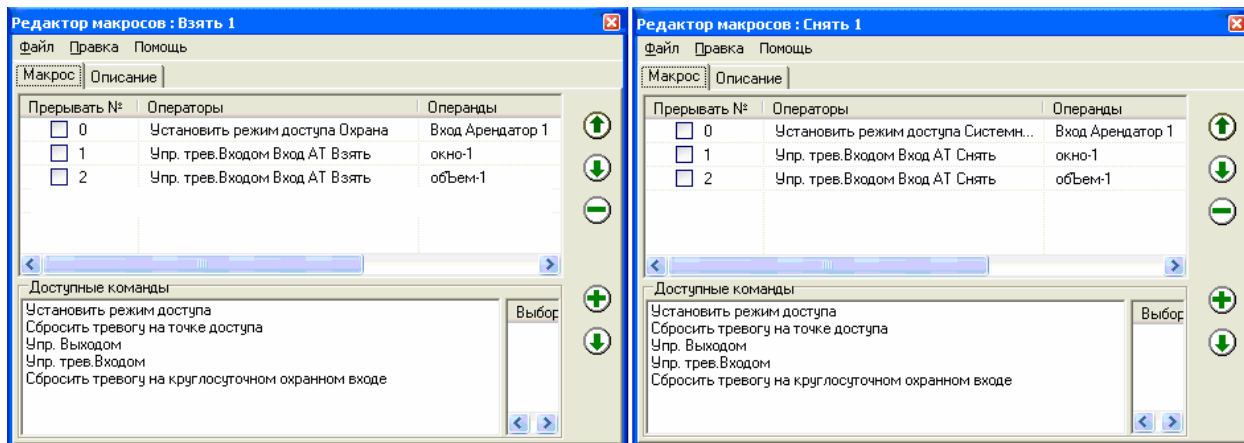 Редактор макросов : Взять 1
Файл Правка Помощь
Макрос Описание
Прерывать № Операторы Операнды
0 Установить режим доступа Охрана Вход Арендатор 1
1 Упр. трев.Входом Вход АТ Взять окно-1
2 Упр. трев.Входом Вход АТ Взять объем-1
Доступные команды
Установить режим доступа
Сбросить тревогу на точке доступа
Упр. Выходом
Упр. трев.Входом
Сбросить тревогу на круглосуточном охранном входе
Выбор
Редактор макросов : Снять 1
Файл Правка Помощь
Макрос Описание
Прерывать № Операторы Операнды
0 Установить режим доступа Системн... Вход Арендатор 1
1 Упр. трев.Входом Вход АТ Снять окно-1
2 Упр. трев.Входом Вход АТ Снять объем-1
Доступные команды
Установить режим доступа
Сбросить тревогу на точке доступа
Упр. Выходом
Упр. трев.Входом
Сбросить тревогу на круглосуточном охранном входе
Выбор